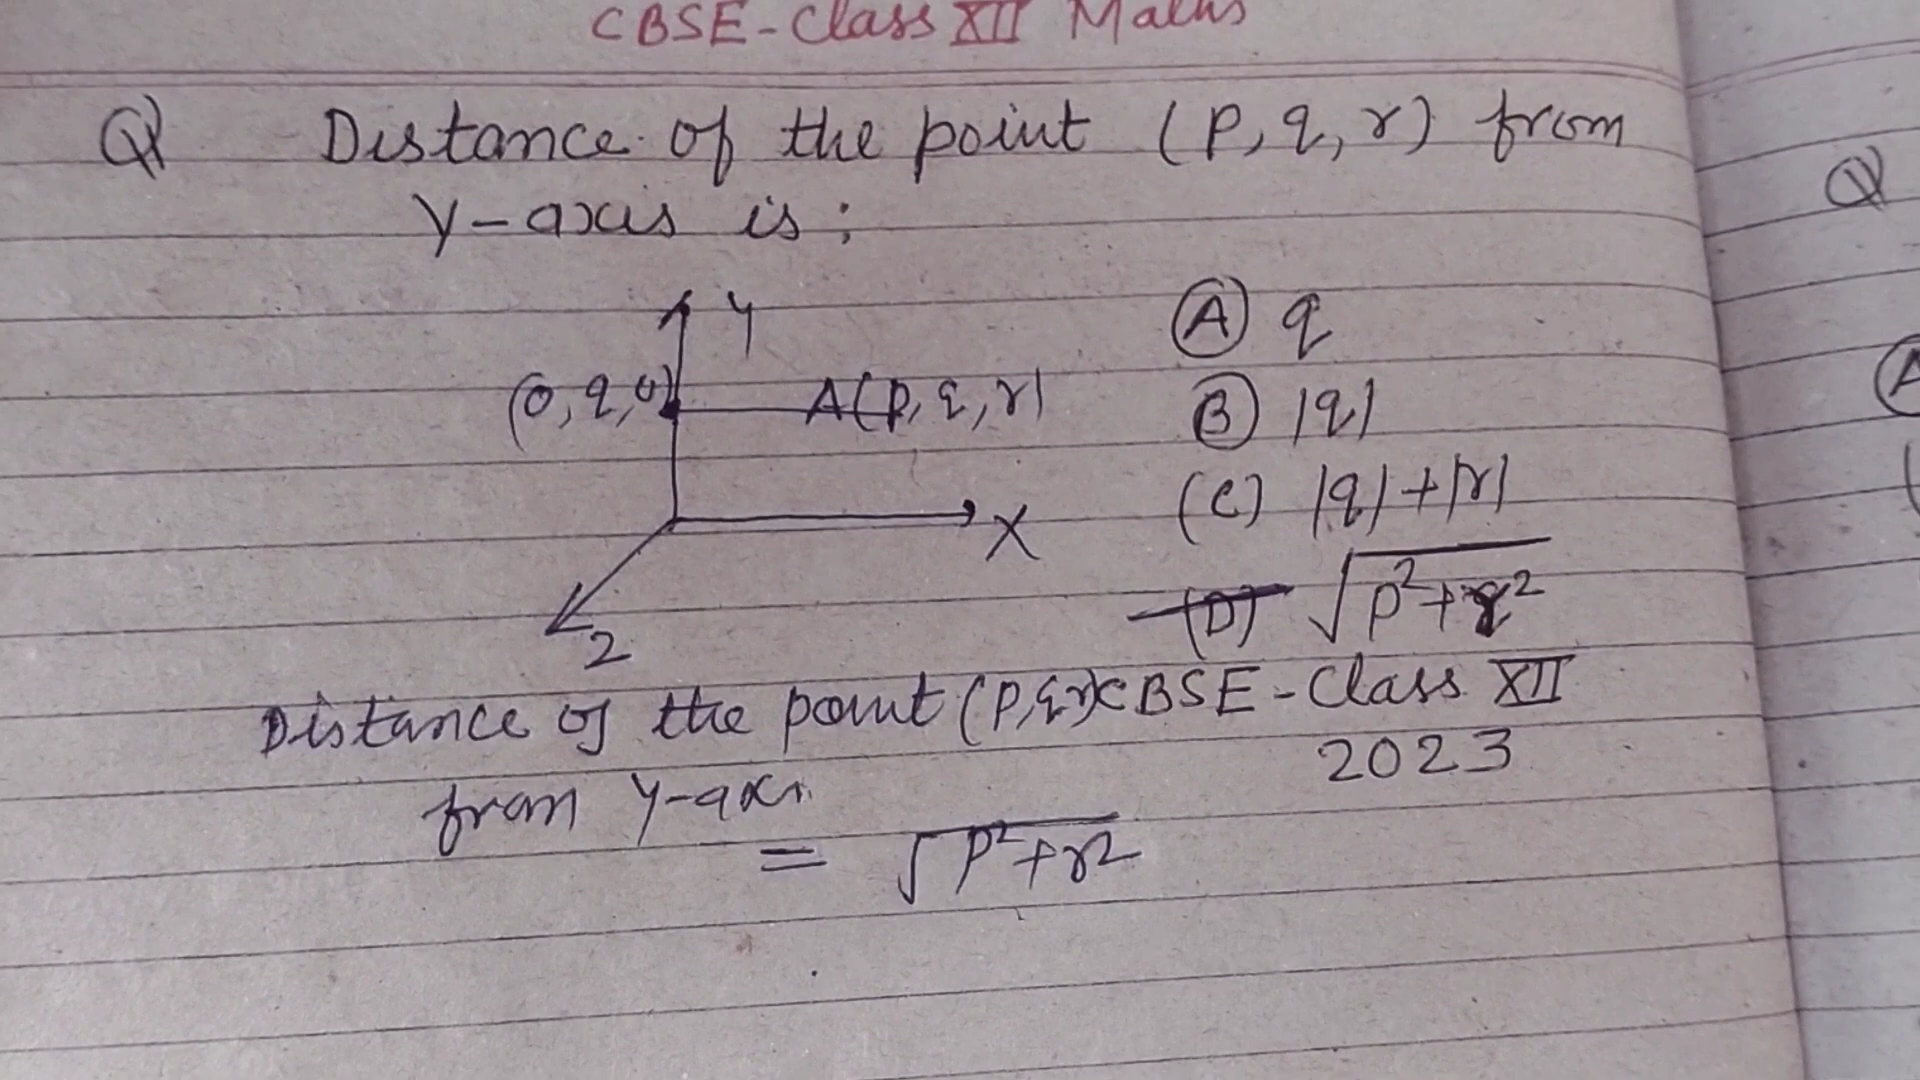 CBSE-Class XII Maths
Q Distance of the point (p, q, r) from
Y-axis is:
Y
(A) q
(0, q, 0) A(p, q, r)
(B) |q|
(C) |q|+|r|
X
(D) √p²+r²
Z
Distance of the point (p,q,r) CBSE-Class XII
from Y-axis 2023
= √p²+r²
Q
A